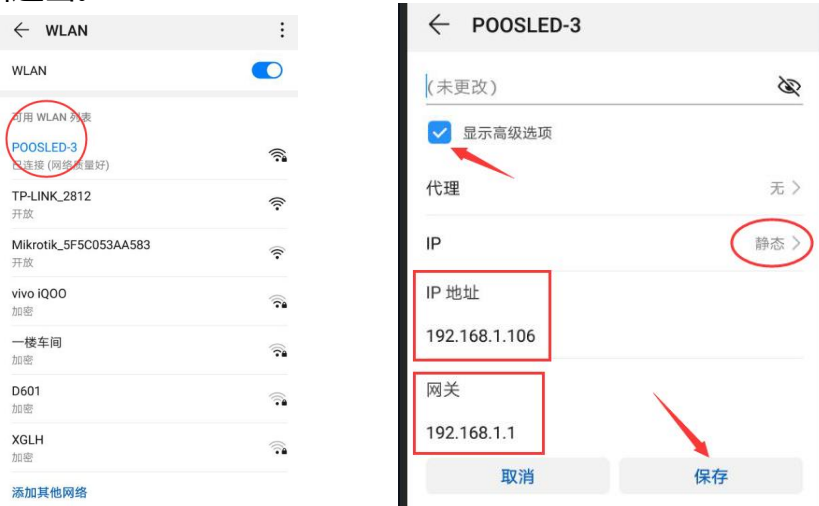 WLAN
WLAN
可用 WLAN 列表
POOSLED-3
已连接 (网络质量好)
TP-LINK_2812
开放
Mikrotik_5F5C053AA583
开放
vivo iQOO
加密
一楼车间
加密
D601
加密
XGLH
加密
添加其他网络
POOSLED-3
(未更改)
显示高级选项
代理
无
IP
静态
IP 地址
192.168.1.106
网关
192.168.1.1
取消
保存